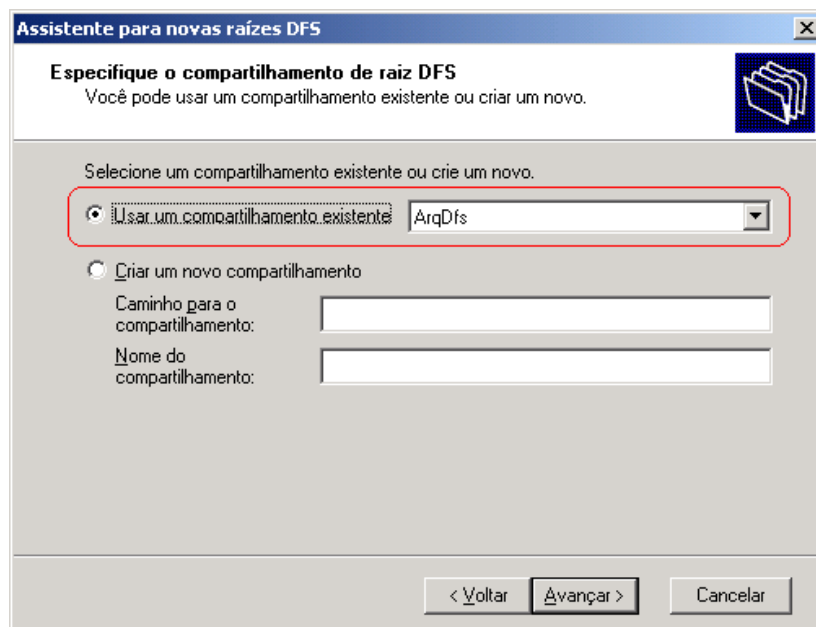 Assistente para novas raízes DFS
Especifique o compartilhamento de raiz DFS
Você pode usar um compartilhamento existente ou criar um novo.
Selecione um compartilhamento existente ou crie um novo.
Usar um compartilhamento existente ArqDfs
Criar um novo compartilhamento
Caminho para o
compartilhamento:
Nome do
compartilhamento:
< Voltar Avançar > Cancelar